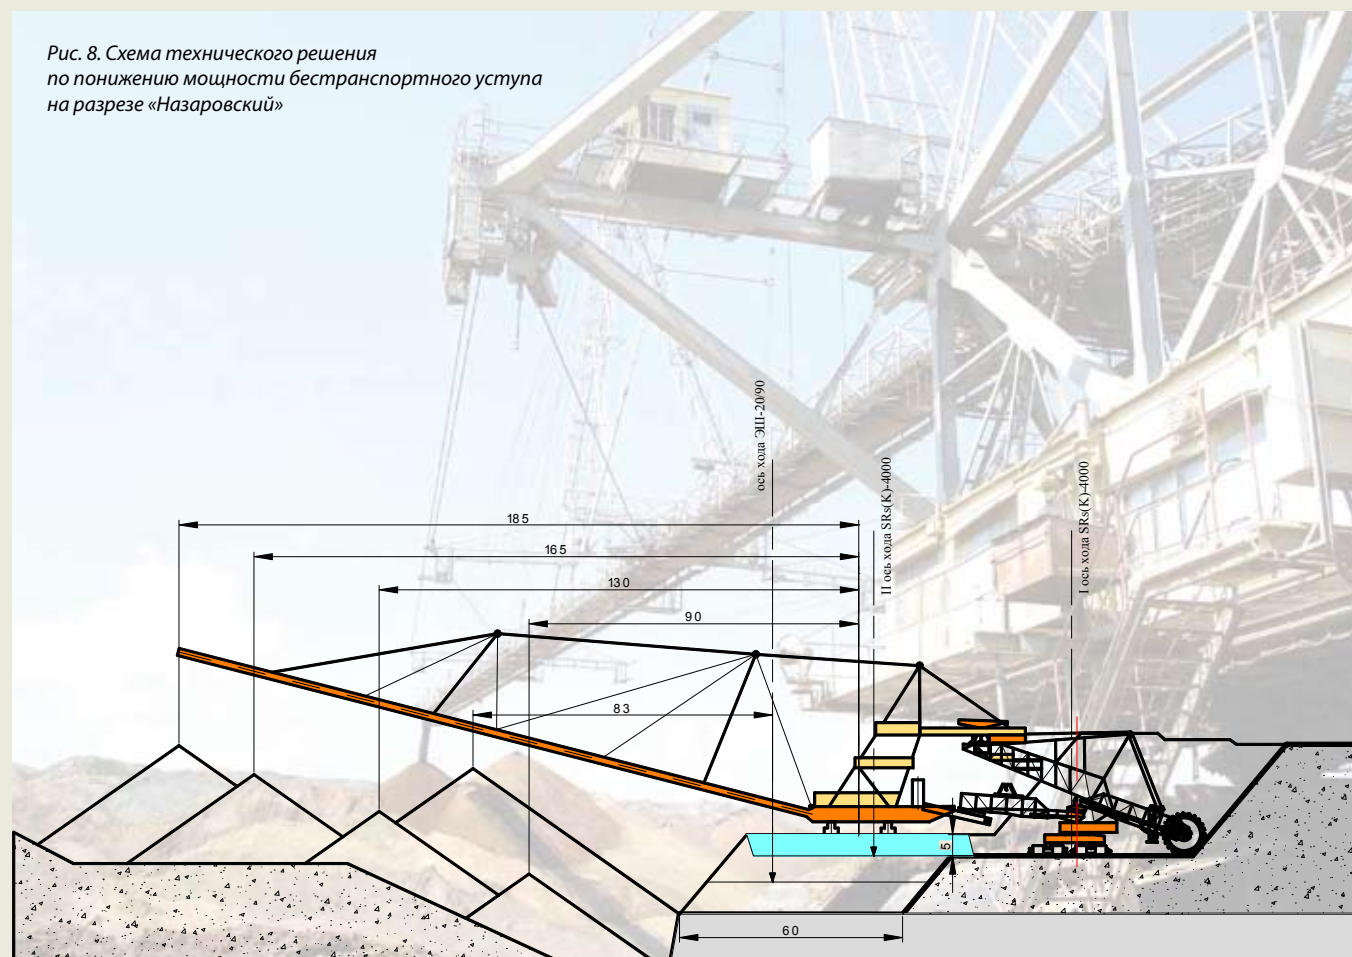 Рис. 8. Схема технического решения
по понижению мощности бестранспортного уступа
на разрезе «Назаровский»
ось хода ЭШ-20/90
II ось хода SRs(K)-4000
I ось хода SRs(K)-4000
185
165
130
90
83
5
60